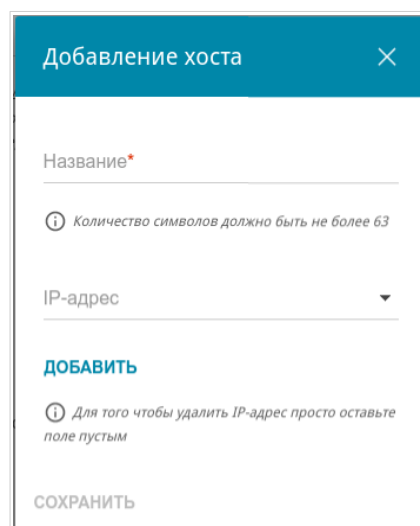 Добавление хоста
Название*
Количество символов должно быть не более 63
IP-адрес
ДОБАВИТЬ
Для того чтобы удалить IP-адрес просто оставьте
поле пустым
СОХРАНИТЬ